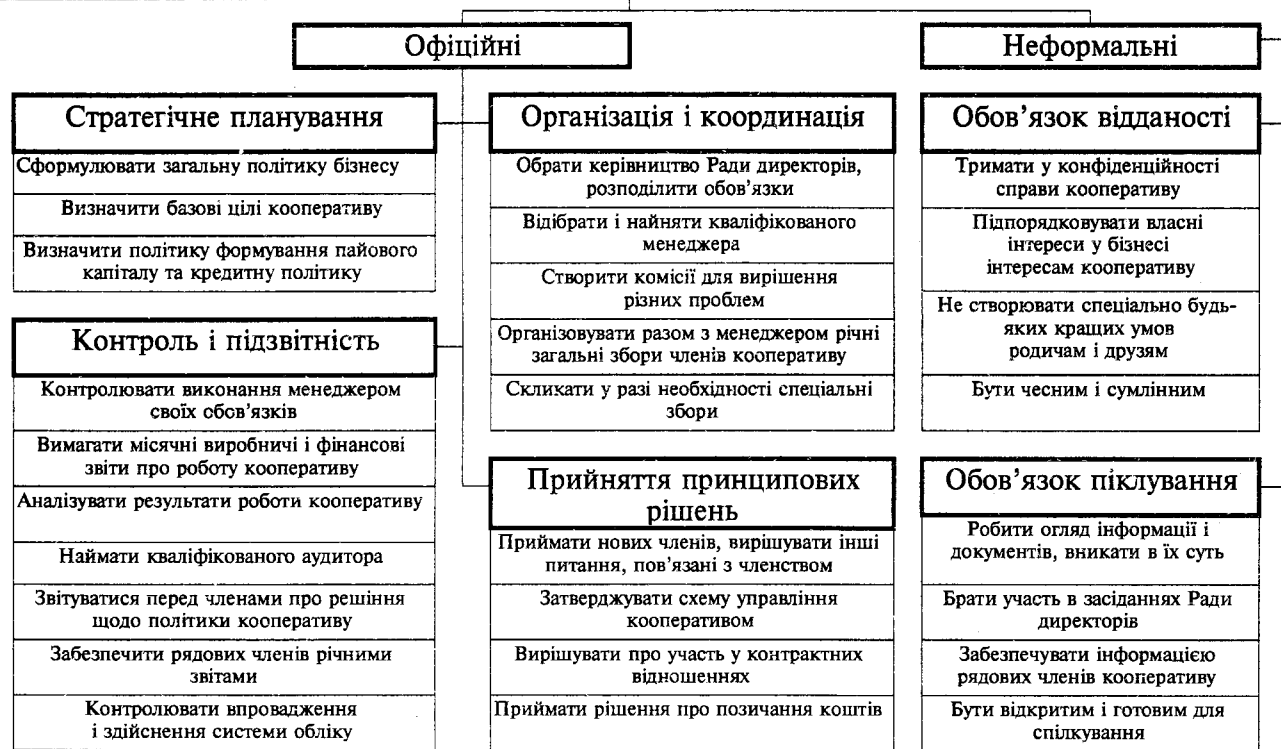 Офіційні
Неформальні
Стратегічне планування
Сформулювати загальну політику бізнесу
Визначити базові цілі кооперативу
Визначити політику формування пайового
капіталу та кредитну політику
Контроль і підзвітність
Контролювати виконання менеджером
своїх обов’язків
Вимагати місячні виробничі і фінансові
звіти про роботу кооперативу
Аналізувати результати роботи кооперативу
Наймати кваліфікованого аудитора
Звітуватися перед членами про решіння
щодо політики кооперативу
Забезпечити рядових членів річними
звітами
Контролювати впровадження
і здійснення системи обліку
Організація і координація
Обрати керівництво Ради директорів,
розподілити обов’язки
Відібрати і найняти кваліфікованого
менеджера
Створити комісії для вирішення
різних проблем
Організовувати разом з менеджером річні
загальні збори членів кооперативу
Скликати у разі необхідності спеціальні
збори
Прийняття принципових
рішень
Приймати нових членів, вирішувати інші
питання, пов’язані з членством
Затверджувати схему управління
кооперативом
Вирішувати про участь у контрактних
відношеннях
Приймати рішення про позичання коштів
Обов’язок відданості
Тримати у конфіденційності
справи кооперативу
Підпорядковувати власні
інтереси у бізнесі
інтересам кооперативу
Не створювати спеціально будь-
яких кращих умов
родичам і друзям
Бути чесним і сумлінним
Обов’язок піклування
Робити огляд інформації і
документів, вникати в їх суть
Брати участь в засіданнях Ради
директорів
Забезпечувати інформацією
рядових членів кооперативу
Бути відкритим і готовим для
спілкування